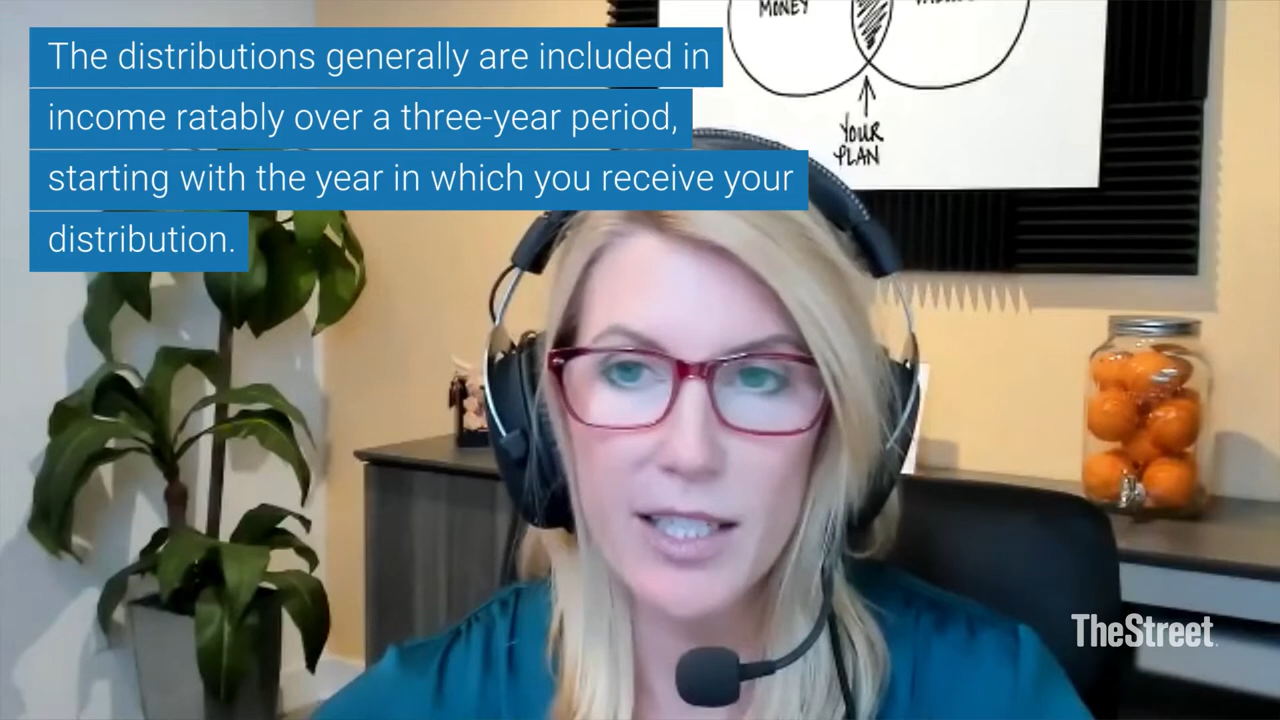 The distributions generally are included in
income ratably over a three-year period,
starting with the year in which you receive your
distribution.
MONEY
YOUR
PLAN
TheStreet